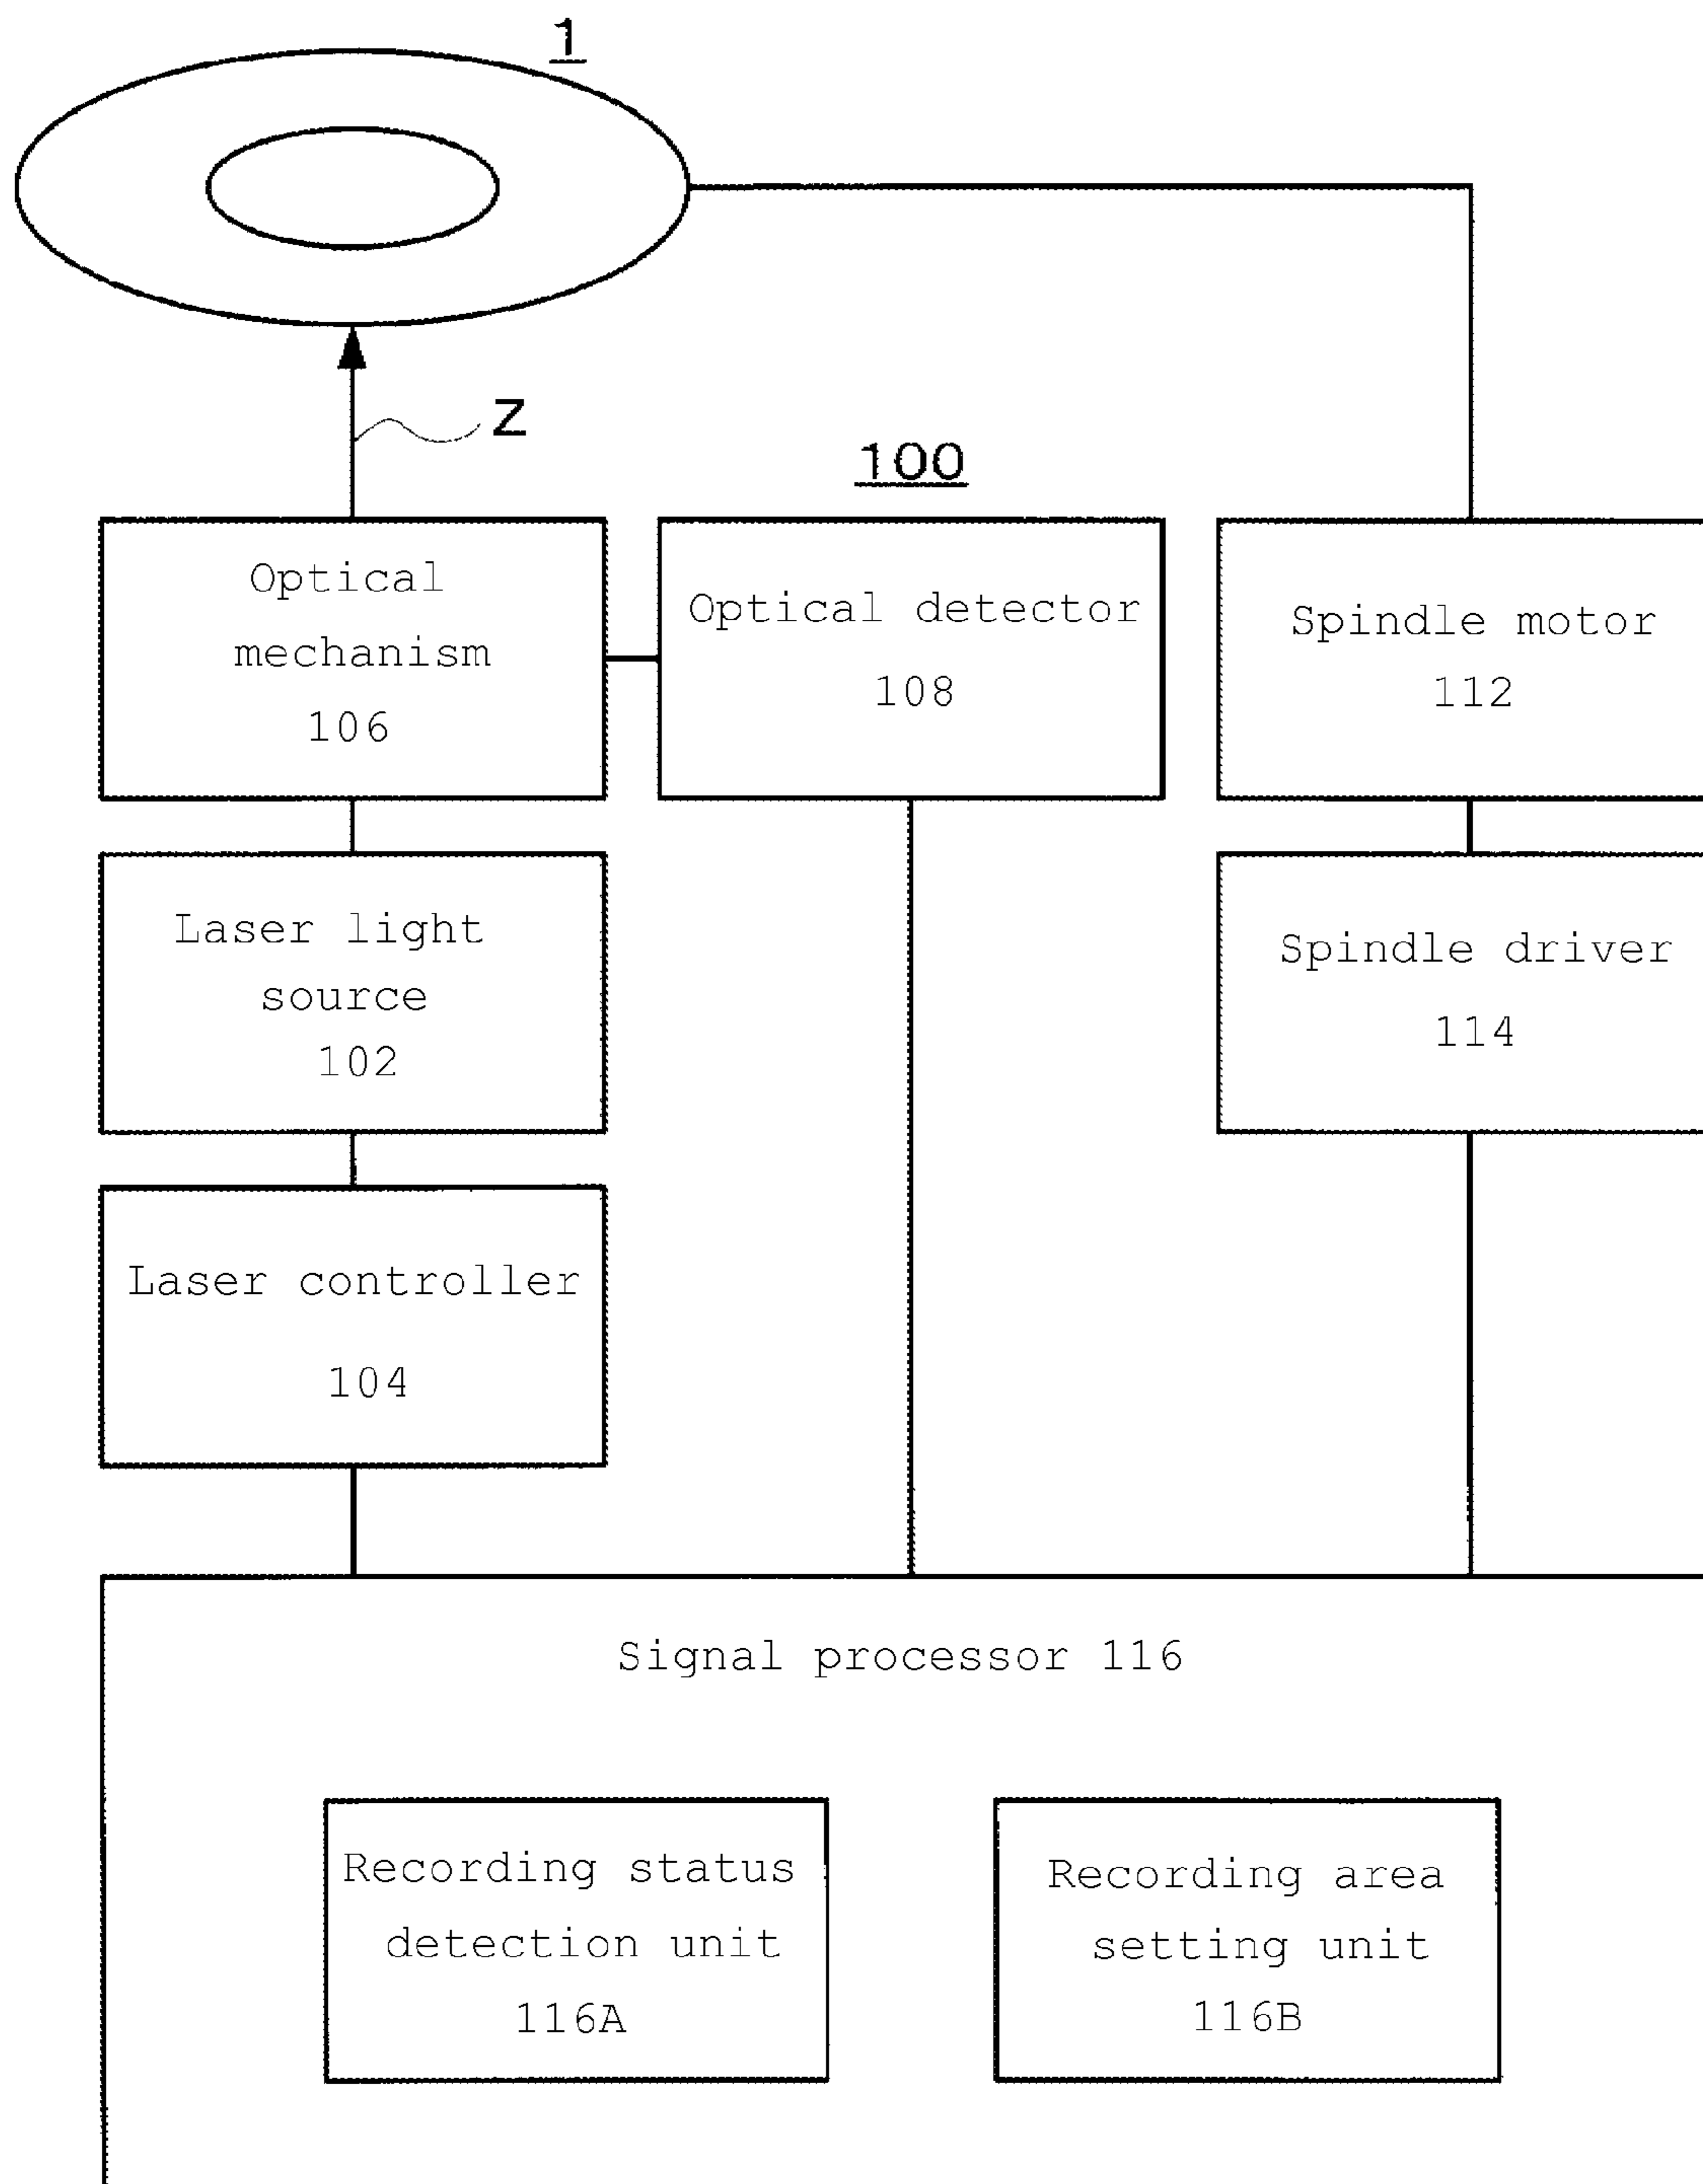 1
Z
100
Optical
mechanism
106
Optical detector
108
Spindle motor
112
Laser light
source
102
Spindle driver
114
Laser controller
104
Signal processor 116
Recording status
detection unit
116A
Recording area
setting unit
116B